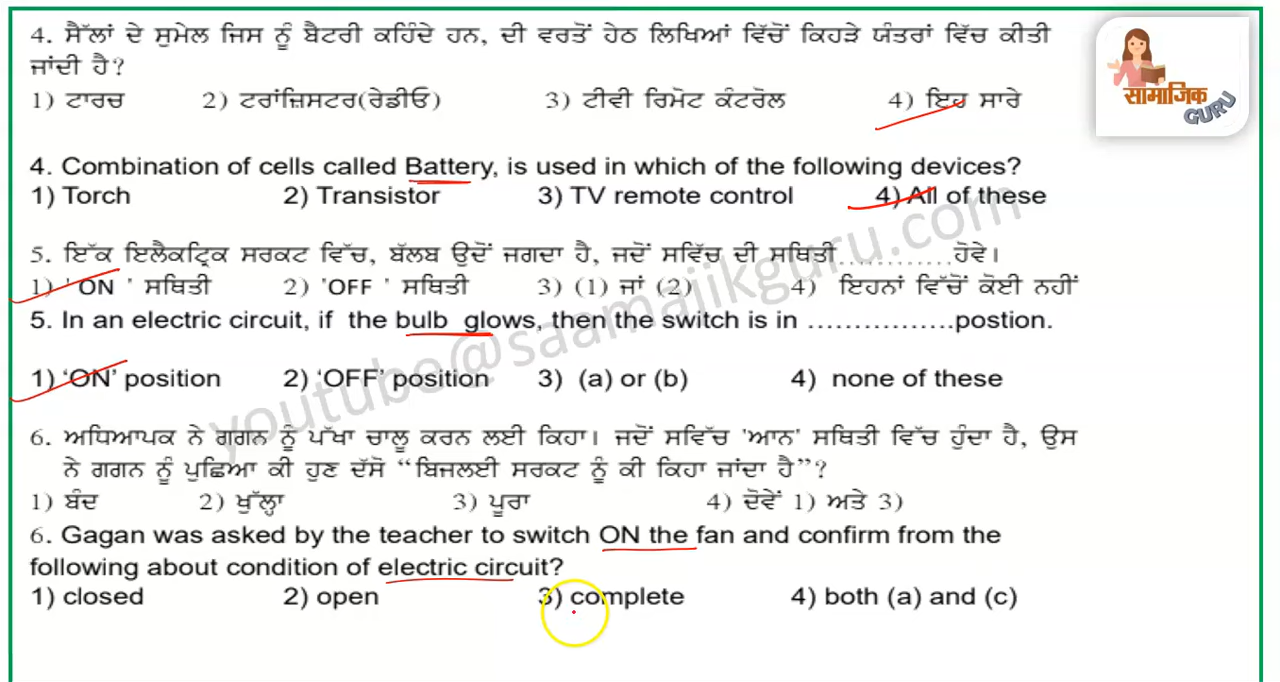 4. ਸੈੱਲਾਂ ਦੇ ਸੁਮੇਲ ਜਿਸ ਨੂੰ ਬੈਟਰੀ ਕਹਿੰਦੇ ਹਨ, ਦੀ ਵਰਤੋਂ ਹੇਠ ਲਿਖਿਆਂ ਵਿੱਚੋਂ ਕਿਹੜੇ ਯੰਤਰਾਂ ਵਿੱਚ ਕੀਤੀ
ਜਾਂਦੀ ਹੈ?
1) ਟਾਰਚ 2) ਟਰਾਂਜ਼ਿਸਟਰ(ਰੇਡੀਓ) 3) ਟੀਵੀ ਰਿਮੋਟ ਕੰਟਰੋਲ 4) ਇਹ ਸਾਰੇ
सामाजिक
GURU
4. Combination of cells called Battery, is used in which of the following devices?
1) Torch 2) Transistor 3) TV remote control 4) All of these
5. ਇੱਕ ਇਲੈਕਟ੍ਰਿਕ ਸਰਕਟ ਵਿੱਚ, ਬੱਲਬ ਉਦੋਂ ਜਗਦਾ ਹੈ, ਜਦੋਂ ਸਵਿੱਚ ਦੀ ਸਥਿਤੀ............ਹੋਵੇ।
1) 'ON ' ਸਥਿਤੀ 2) 'OFF ' ਸਥਿਤੀ 3) (1) ਜਾਂ (2) 4) ਇਹਨਾਂ ਵਿੱਚੋਂ ਕੋਈ ਨਹੀਂ
5. In an electric circuit, if the bulb glows, then the switch is in …………….postion.
1) ‘ON’ position 2) ‘OFF’ position 3) (a) or (b) 4) none of these
youtube@saamajikguru.com
6. ਅਧਿਆਪਕ ਨੇ ਗਗਨ ਨੂੰ ਪੱਖਾ ਚਾਲੂ ਕਰਨ ਲਈ ਕਿਹਾ। ਜਦੋਂ ਸਵਿੱਚ 'ਆਨ' ਸਥਿਤੀ ਵਿੱਚ ਹੁੰਦਾ ਹੈ, ਉਸ
ਨੇ ਗਗਨ ਨੂੰ ਪੁਛਿਆ ਕੀ ਹੁਣ ਦੱਸੋ “ਬਿਜਲਈ ਸਰਕਟ ਨੂੰ ਕੀ ਕਿਹਾ ਜਾਂਦਾ ਹੈ”?
1) ਬੰਦ 2) ਖੁੱਲ੍ਹਾ 3) ਪੂਰਾ 4) ਦੋਵੇਂ 1) ਅਤੇ 3)
6. Gagan was asked by the teacher to switch ON the fan and confirm from the
following about condition of electric circuit?
1) closed 2) open 3) complete 4) both (a) and (c)